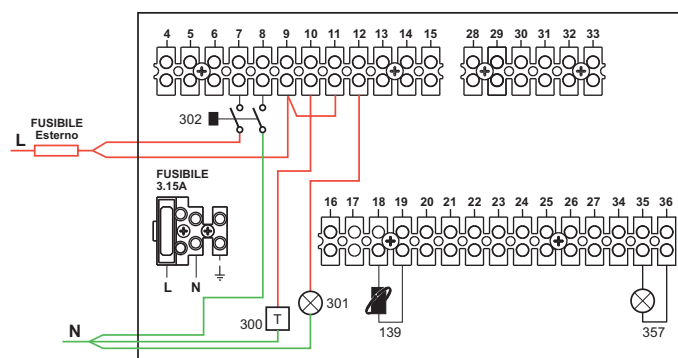 4 5 6 7 8 9 10 11 12 13 14 15 28 29 30 31 32 33
302
FUSIBILE
Esterno
L
FUSIBILE
3.15A
16 17 18 19 20 21 22 23 24 25 26 27 34 35 36
L N
N
300
T
301
139
357